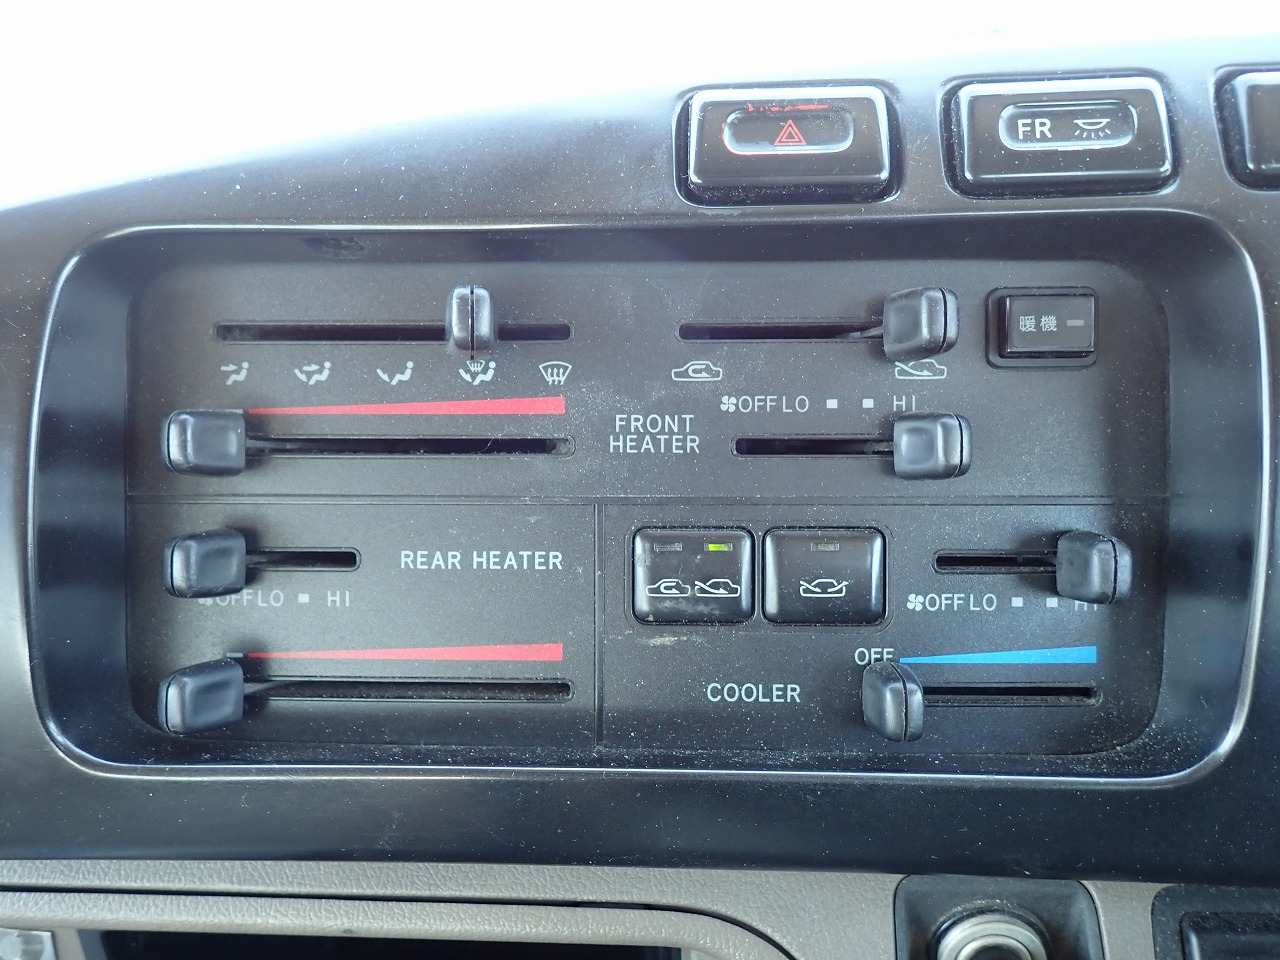 FR
暖機
OFF LO HI
FRONT
HEATER
REAR HEATER
OFF LO HI
OFF LO HI
OFF
COOLER